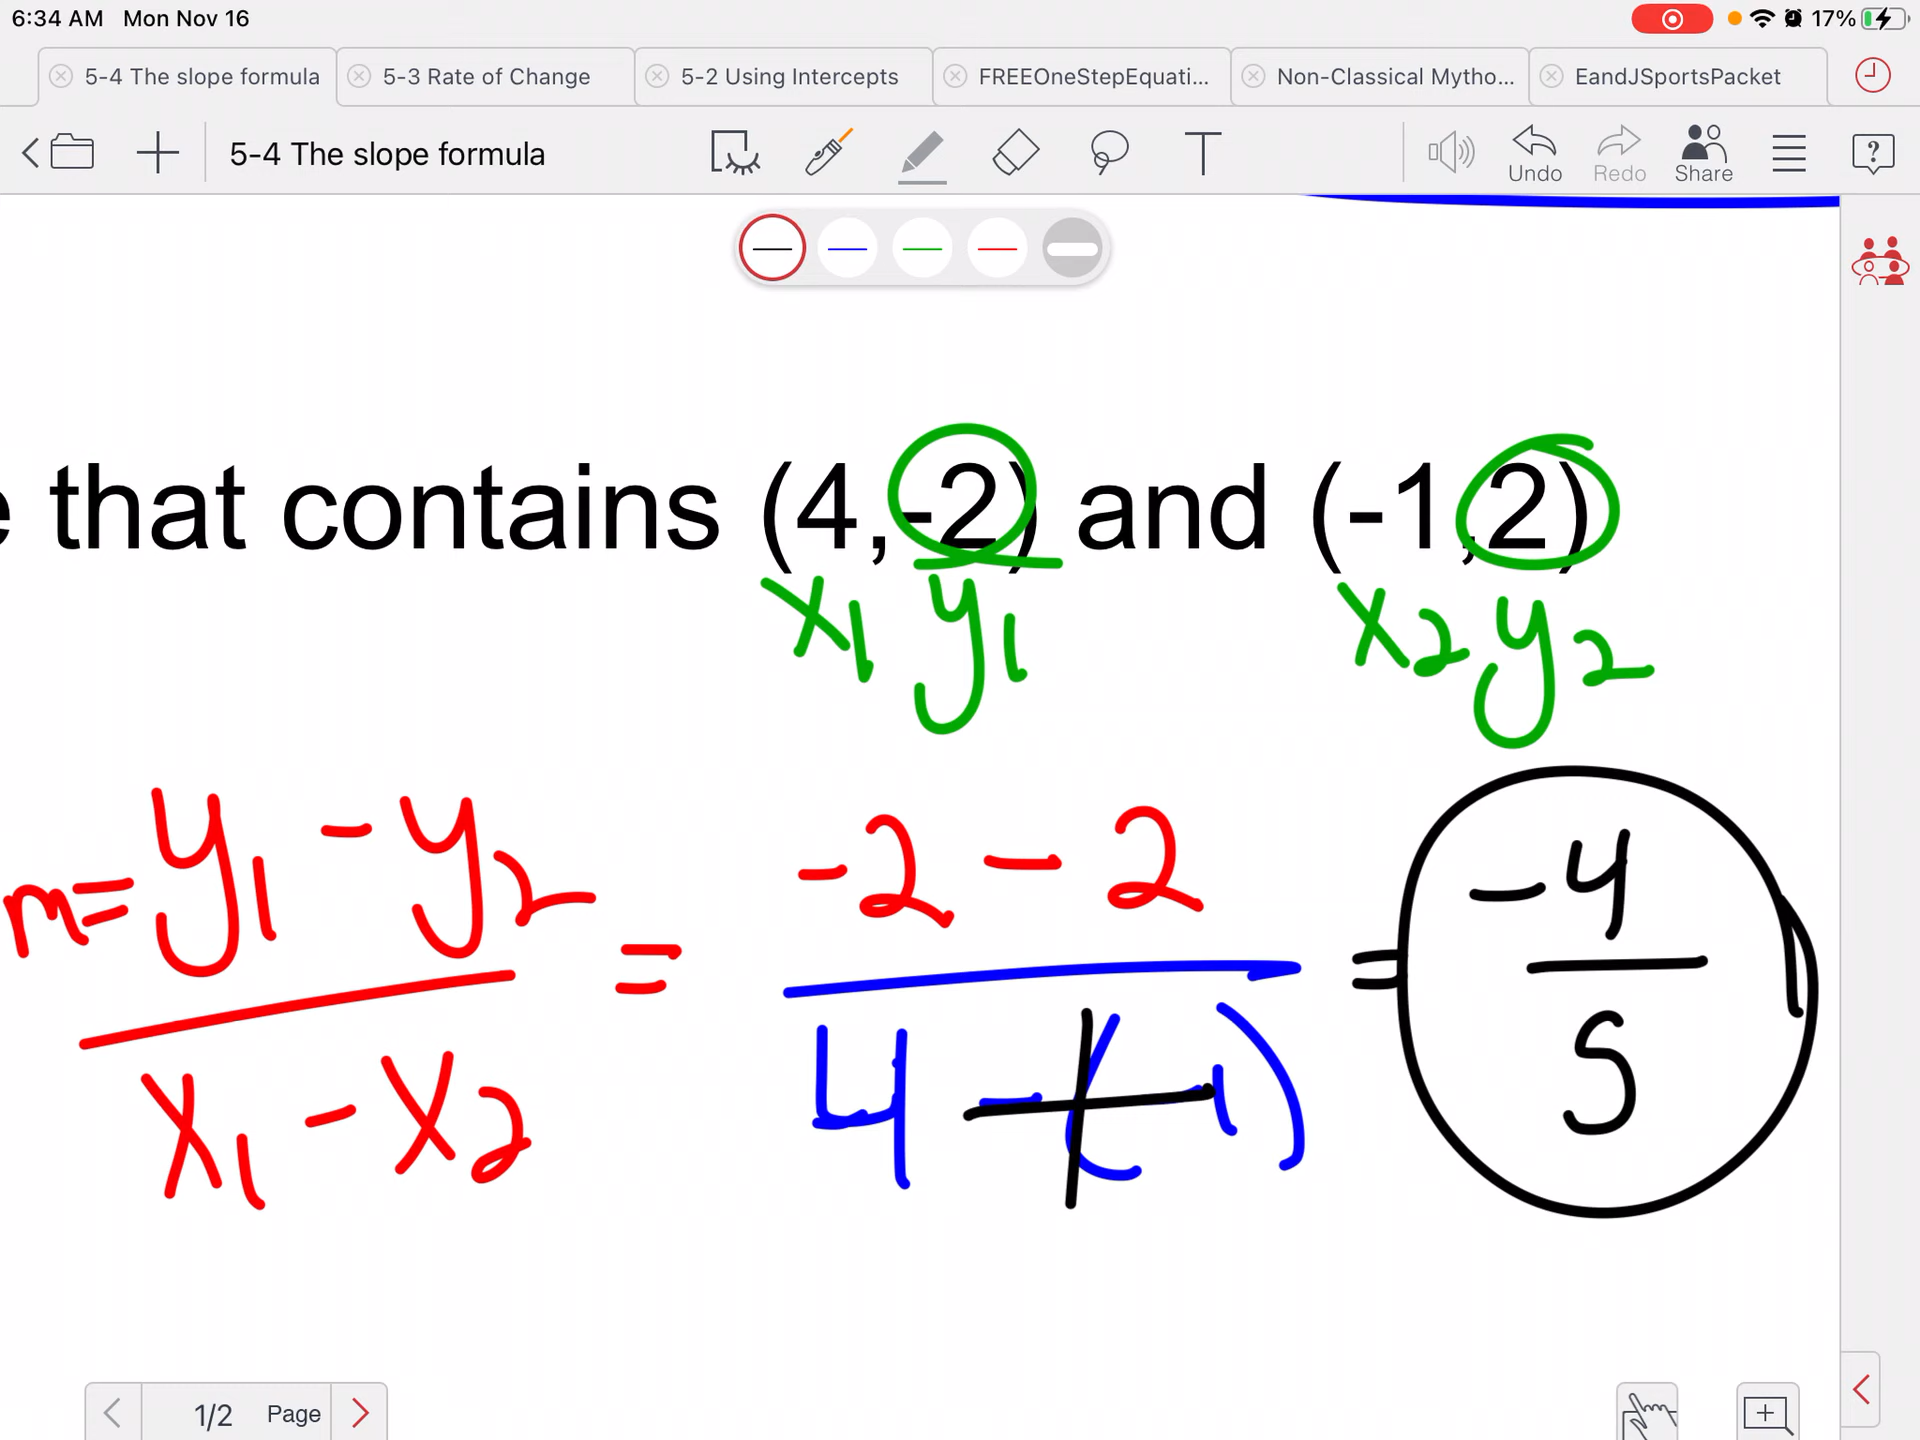 6:34 AM Mon Nov 16 17%
5-4 The slope formula 5-3 Rate of Change 5-2 Using Intercepts FREEOneStepEquati... Non-Classical Mytho... EandJSportsPacket
5-4 The slope formula T Undo Redo Share ?
that contains (4,-2) and (-1,2)
x1 y1 x2 y2
m= y1 - y2 = -2 - 2 = -4
x1 - x2 4 - (-1) 5
1/2 Page